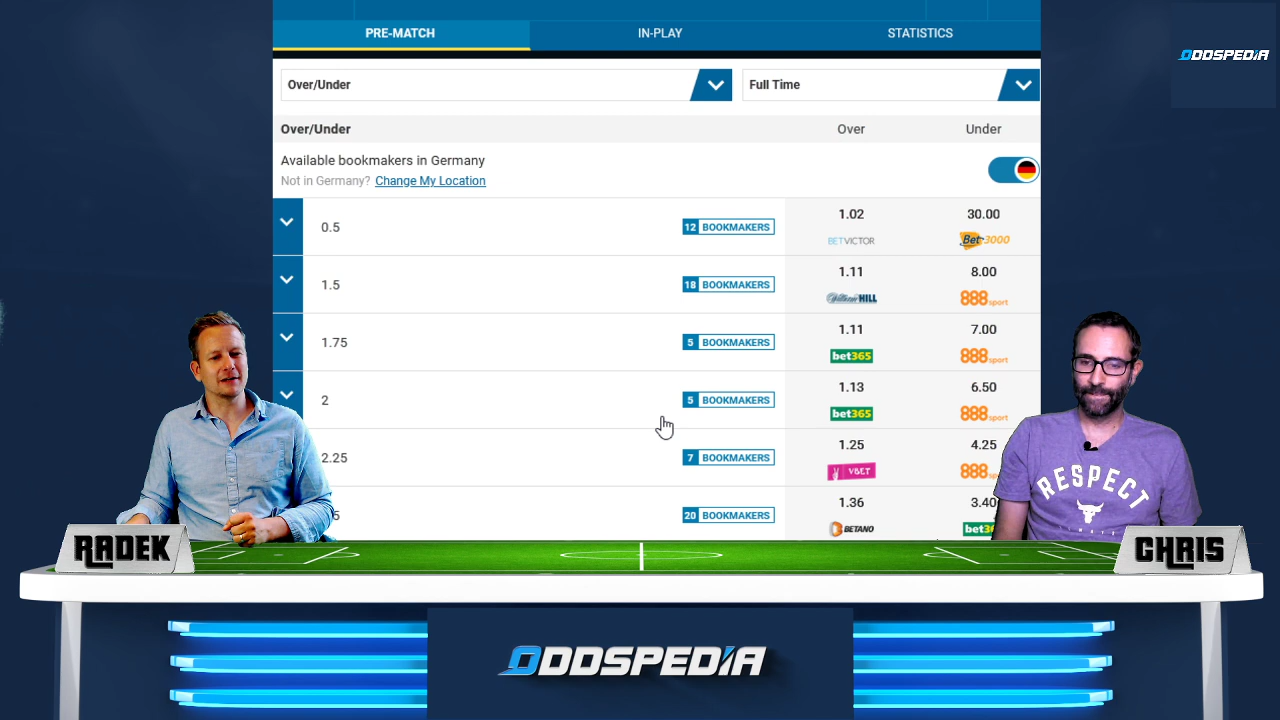 PRE-MATCH IN-PLAY STATISTICS
ODDSPEDIA
Over/Under Full Time
Over/Under Over Under
Available bookmakers in Germany
Not in Germany? Change My Location
0.5 12 BOOKMAKERS 1.02 30.00
BETVICTOR Bet3000
1.5 18 BOOKMAKERS 1.11 8.00
William HILL 888sport
1.75 5 BOOKMAKERS 1.11 7.00
bet365 888sport
2 5 BOOKMAKERS 1.13 6.50
bet365 888sport
2.25 7 BOOKMAKERS 1.25 4.25
VBET 888
5 20 BOOKMAKERS 1.36 3.40
BETANO bet36
RESPECT
RADEK
CHRIS
ODDSPEDIA